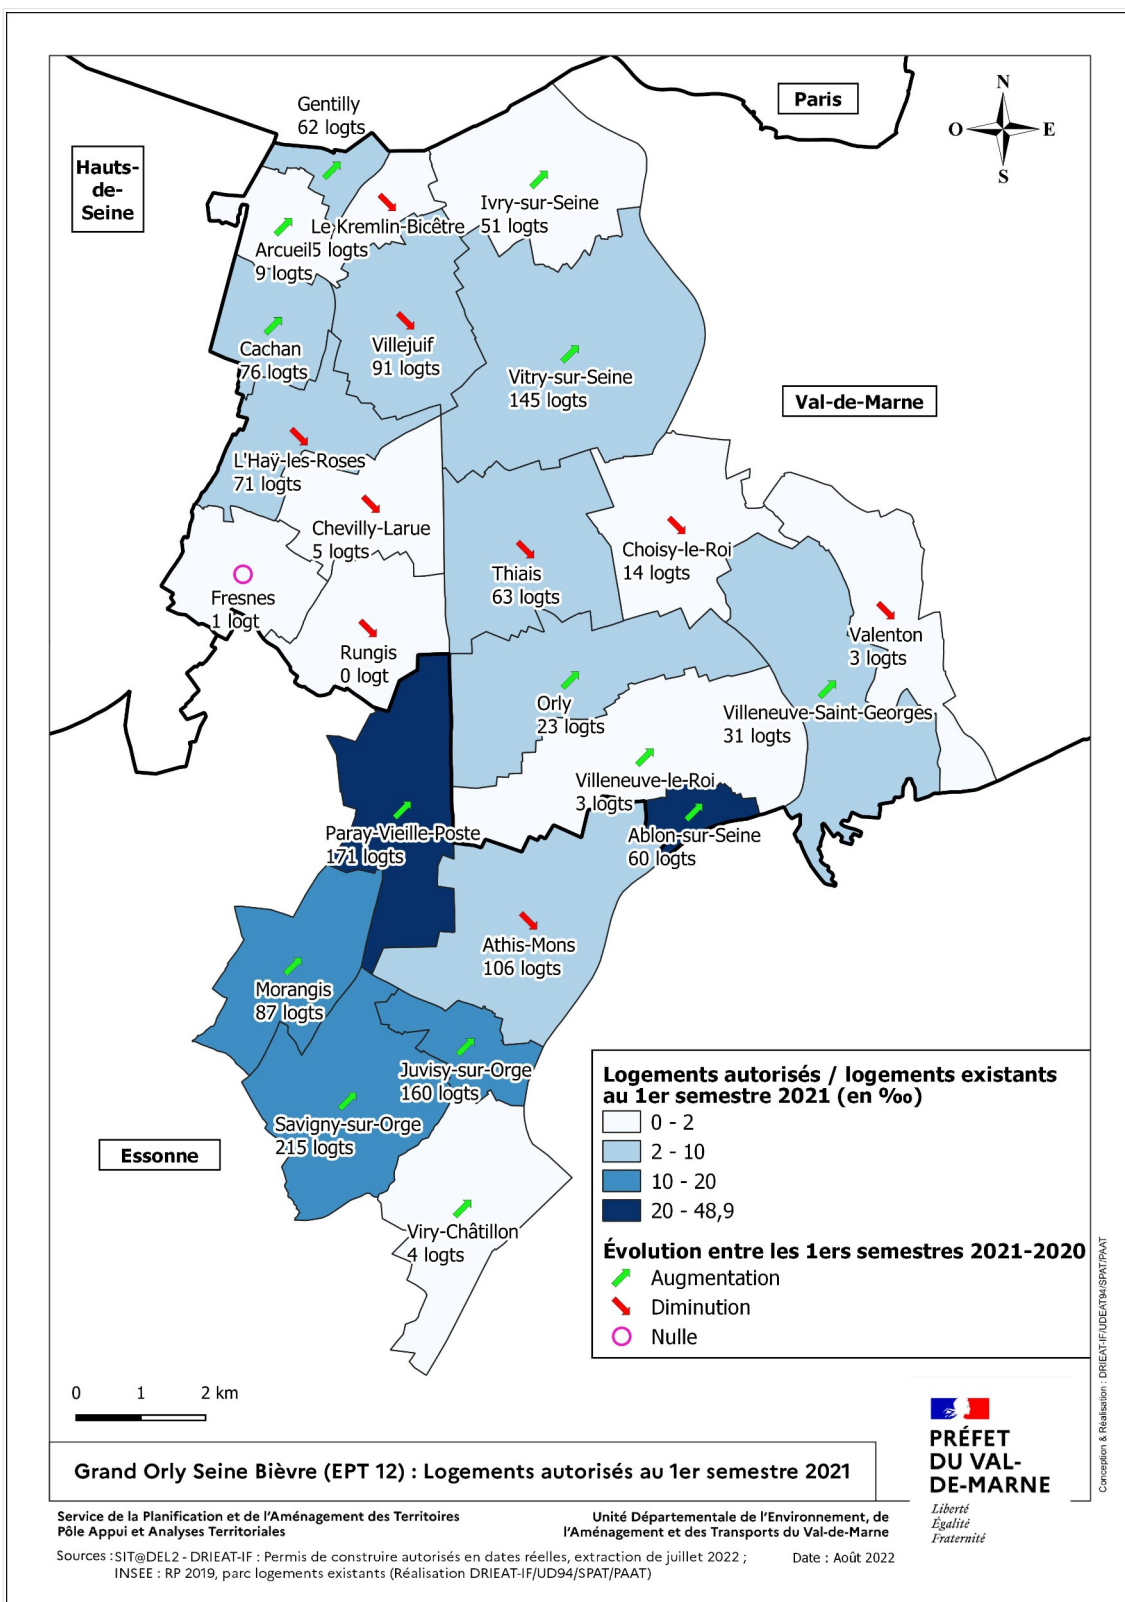 Paris
N
O E
S
Hauts-
de-
Seine
Gentilly
62 logts
Le Kremlin-Bicêtre
5 logts
Ivry-sur-Seine
51 logts
Arcueil
9 logts
Cachan
76 logts
Villejuif
91 logts
Vitry-sur-Seine
145 logts
Val-de-Marne
L'Haÿ-les-Roses
71 logts
Chevilly-Larue
5 logts
Thiais
63 logts
Choisy-le-Roi
14 logts
Fresnes
1 logt
Rungis
0 logt
Valenton
3 logts
Orly
23 logts
Villeneuve-Saint-Georges
31 logts
Villeneuve-le-Roi
3 logts
Paray-Vieille-Poste
171 logts
Ablon-sur-Seine
60 logts
Athis-Mons
106 logts
Morangis
87 logts
Juvisy-sur-Orge
160 logts
Savigny-sur-Orge
215 logts
Essonne
Viry-Châtillon
4 logts
Logements autorisés / logements existants
au 1er semestre 2021 (en ‰)
0 - 2
2 - 10
10 - 20
20 - 48,9
Évolution entre les 1ers semestres 2021-2020
Augmentation
Diminution
Nulle
0 1 2 km
Conception & Réalisation : DRIEAT-IF/UDEAT94/SPAT/PAAT
PRÉFET
DU VAL-
DE-MARNE
Liberté
Égalité
Fraternité
Grand Orly Seine Bièvre (EPT 12) : Logements autorisés au 1er semestre 2021
Service de la Planification et de l'Aménagement des Territoires
Pôle Appui et Analyses Territoriales
Unité Départementale de l'Environnement, de
l'Aménagement et des Transports du Val-de-Marne
Sources : SIT@DEL2 - DRIEAT-IF : Permis de construire autorisés en dates réelles, extraction de juillet 2022 ;
INSEE : RP 2019, parc logements existants (Réalisation DRIEAT-IF/UD94/SPAT/PAAT)
Date : Août 2022